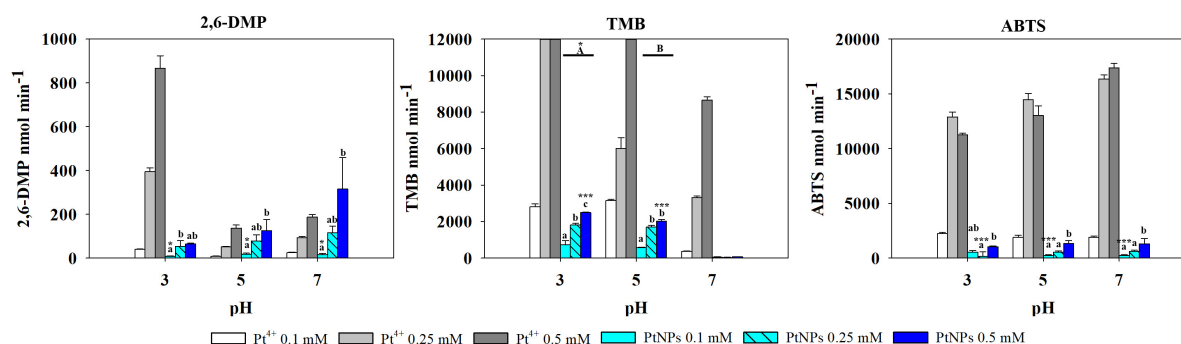 2,6-DMP
TMB
ABTS
2,6-DMP nmol min⁻¹
1000
800
600
400
200
0
* a
b
* a
ab
b
* a
ab
b
3 5 7
pH
TMB nmol min⁻¹
12000
10000
8000
6000
4000
2000
0
* A
B
a
b
*** c
a
b
*** b
3 5 7
pH
ABTS nmol min⁻¹
20000
15000
10000
5000
0
ab
*** a
b
*** a
a
b
*** a
a
b
3 5 7
pH
Pt⁴⁺ 0.1 mM Pt⁴⁺ 0.25 mM Pt⁴⁺ 0.5 mM PtNPs 0.1 mM PtNPs 0.25 mM PtNPs 0.5 mM